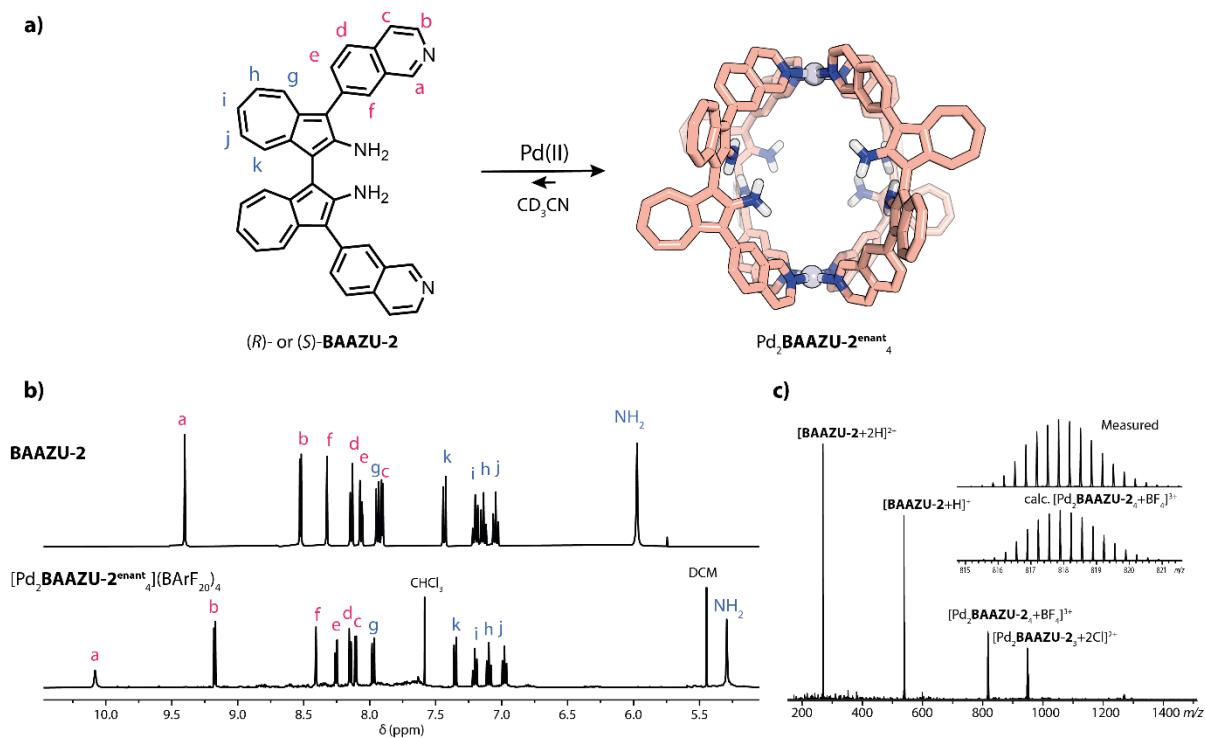 a)
c
b
d
N
e
a
f
h
g
i
j
k
NH2
NH2
N
Pd(II)
CD3CN
(R)- or (S)-BAAZU-2
Pd2BAAZU-2enant4
b)
BAAZU-2
a
b
f
d
e
g
c
k
i
h
j
NH2
[Pd2BAAZU-2enant4](BArF20)4
a
b
f
e
d
c
g
CHCl3
k
i
h
j
DCM
NH2
10.0
9.5
9.0
8.5
8.0
7.5
7.0
6.5
6.0
5.5
δ (ppm)
c)
[BAAZU-2+2H]2-
[BAAZU-2+H]+
Measured
calc. [Pd2BAAZU-24+BF4]3+
815 816 817 818 819 820 821 m/z
[Pd2BAAZU-24+BF4]3+
[Pd2BAAZU-23+2Cl]2+
200 400 600 800 1000 1200 1400 m/z